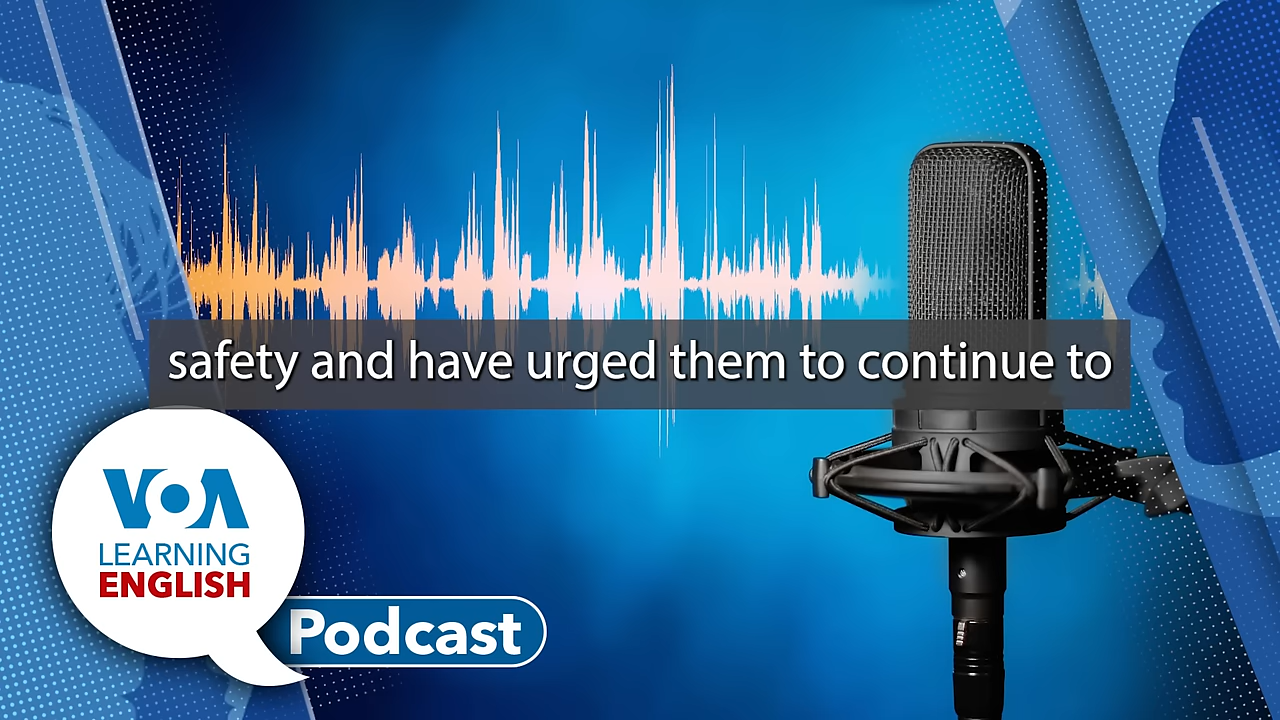 safety and have urged them to continue to
VOA
LEARNING
ENGLISH
Podcast